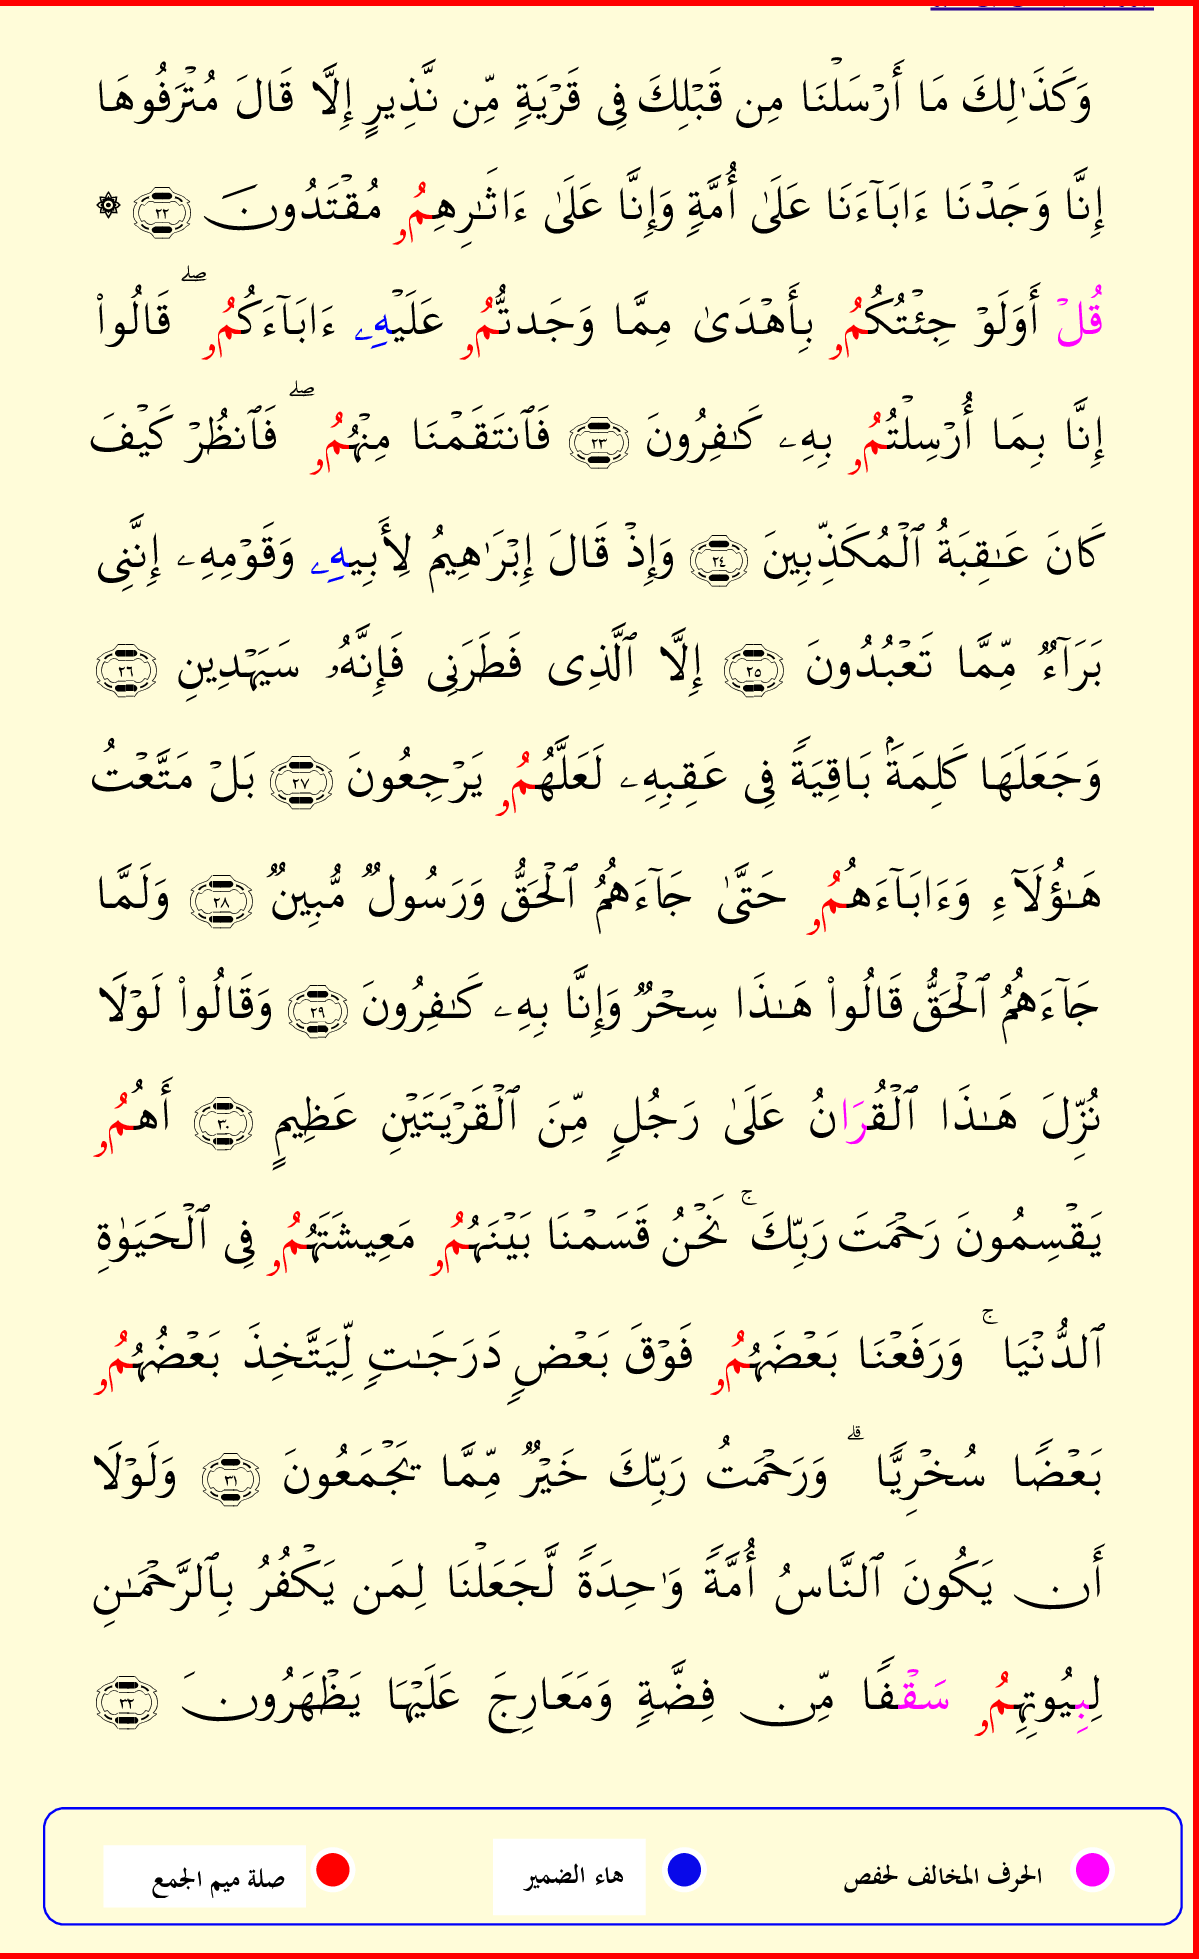 وَكَذَٰلِكَ مَا أَرْسَلْنَا مِن قَبْلِكَ فِى قَرْيَةٍ مِّن نَّذِيرٍ إِلَّا قَالَ مُتْرَفُوهَا
إِنَّا وَجَدْنَا ءَابَآءَنَا عَلَىٰ أُمَّةٍ وَإِنَّا عَلَىٰ ءَاثَـٰرِهِمُو مُقْتَدُونَ ٢٢ ۞
قُلْ أَوَلَوْ جِئْتُكُمُو بِأَهْدَىٰ مِمَّا وَجَدتُّمُو عَلَيْهِے ءَابَآءَكُمُو ۖ قَالُوا۟
إِنَّا بِمَا أُرْسِلْتُمُو بِهِۦ كَـٰفِرُونَ ٢٣ فَٱنتَقَمْنَا مِنْهُمُو ۖ فَٱنظُرْ كَيْفَ
كَانَ عَـٰقِبَةُ ٱلْمُكَذِّبِينَ ٢٤ وَإِذْ قَالَ إِبْرَٰهِيمُ لِأَبِيهِے وَقَوْمِهِۦ إِنَّنِى
بَرَآءٌ مِّمَّا تَعْبُدُونَ ٢٥ إِلَّا ٱلَّذِى فَطَرَنِى فَإِنَّهُۥ سَيَهْدِينِ ٢٦
وَجَعَلَهَا كَلِمَةًۢ بَاقِيَةً فِى عَقِبِهِۦ لَعَلَّهُمُو يَرْجِعُونَ ٢٧ بَلْ مَتَّعْتُ
هَـٰٓؤُلَآءِ وَءَابَآءَهُمُو حَتَّىٰ جَآءَهُمُ ٱلْحَقُّ وَرَسُولٌ مُّبِينٌ ٢٨ وَلَمَّا
جَآءَهُمُ ٱلْحَقُّ قَالُوا۟ هَـٰذَا سِحْرٌ وَإِنَّا بِهِۦ كَـٰفِرُونَ ٢٩ وَقَالُوا۟ لَوْلَا
نُزِّلَ هَـٰذَا ٱلْقُرَانُ عَلَىٰ رَجُلٍ مِّنَ ٱلْقَرْيَتَيْنِ عَظِيمٍ ٣٠ أَهُمُو
يَقْسِمُونَ رَحْمَتَ رَبِّكَ ۚ نَحْنُ قَسَمْنَا بَيْنَهُمُو مَعِيشَتَهُمُو فِى ٱلْحَيَوٰةِ
ٱلدُّنْيَا ۚ وَرَفَعْنَا بَعْضَهُمُو فَوْقَ بَعْضٍ دَرَجَـٰتٍ لِّيَتَّخِذَ بَعْضُهُمُو
بَعْضًا سُخْرِيًّا ۗ وَرَحْمَتُ رَبِّكَ خَيْرٌ مِّمَّا يَجْمَعُونَ ٣١ وَلَوْلَا
أَن يَكُونَ ٱلنَّاسُ أُمَّةً وَٰحِدَةً لَّجَعَلْنَا لِمَن يَكْفُرُ بِٱلرَّحْمَـٰنِ
لِبِيُوتِهِمُو سَقْفًا مِّن فِضَّةٍ وَمَعَارِجَ عَلَيْهَا يَظْهَرُونَ ٣٢
الحرف المخالف لحفص هاء الضمير صلة ميم الجمع